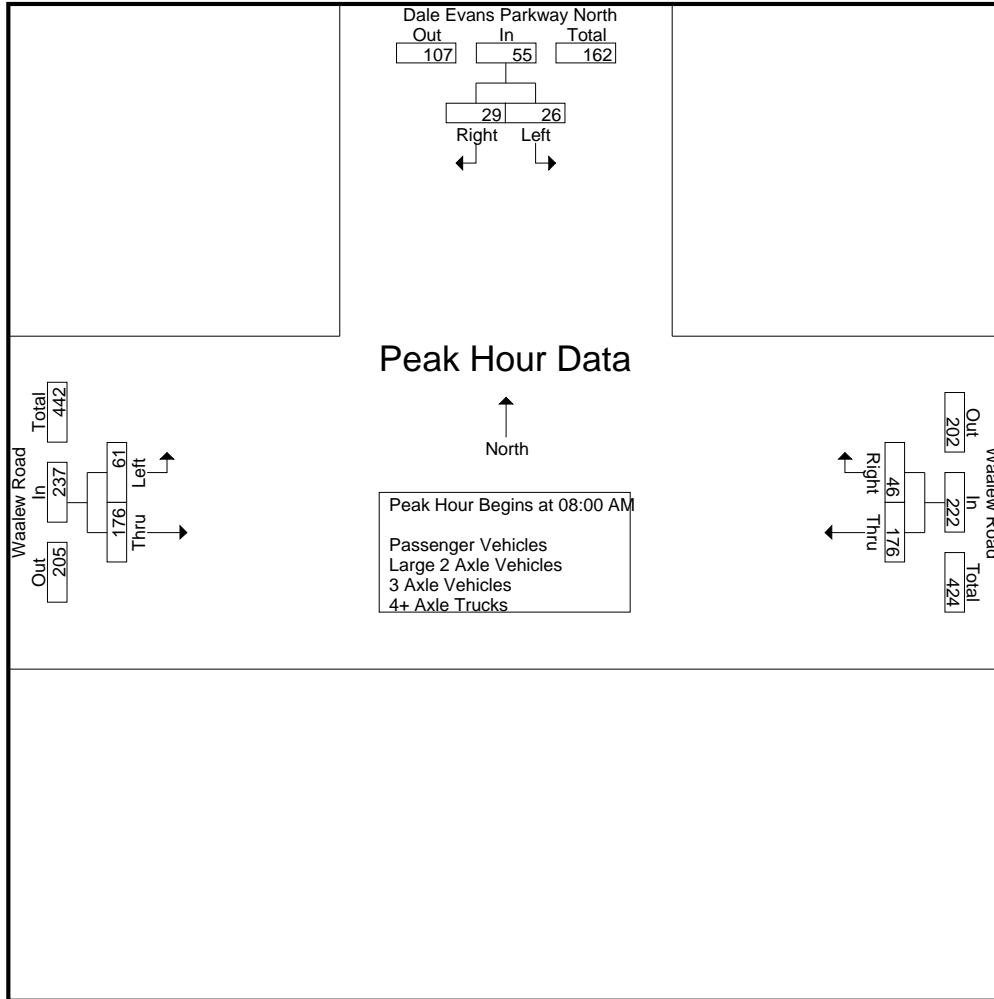 Dale Evans Parkway North
Out In Total
107 55 162
29 26
Right Left
Peak Hour Data
North
Waalew Road
Total In Out
442 237 205
61 176
Left Thru
Waalew Road
Out In Total
202 222 424
46 176
Right Thru
Peak Hour Begins at 08:00 AM
Passenger Vehicles
Large 2 Axle Vehicles
3 Axle Vehicles
4+ Axle Trucks